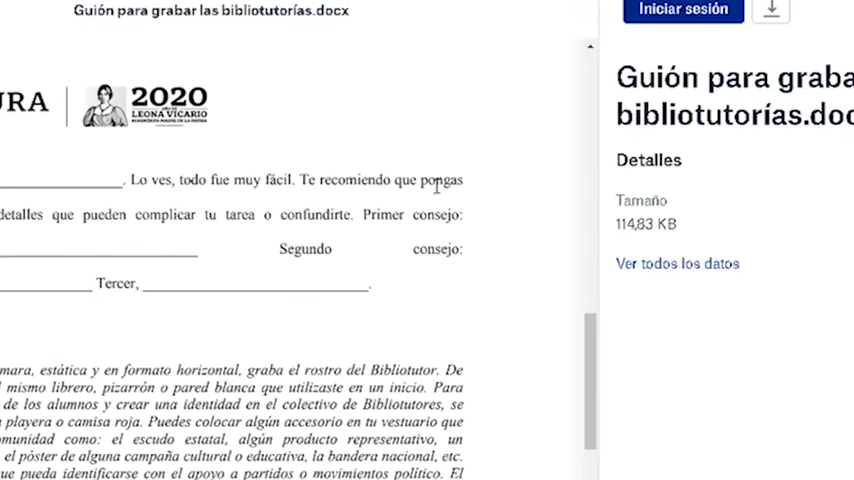 Guión para grabar las bibliotutorías.docx
Iniciar sesión
URA
2020
LEONA VICARIO
. Lo ves, todo fue muy fácil. Te recomiendo que pongas
detalles que pueden complicar tu tarea o confundirte. Primer consejo:
Segundo consejo:
Tercer,
mara, estática y en formato horizontal, graba el rostro del Bibliotutor. De
mismo librero, pizarrón o pared blanca que utilizaste en un inicio. Para
de los alumnos y crear una identidad en el colectivo de Bibliotutores, se
playera o camisa roja. Puedes colocar algún accesorio en tu vestuario que
omunidad como: el escudo estatal, algún producto representativo, un
el póster de alguna campaña cultural o educativa, la bandera nacional, etc.
ue pueda identificarse con el apoyo a partidos o movimientos político. El
Guión para graba
bibliotutorías.doc
Detalles
Tamaño
114,83 KB
Ver todos los datos